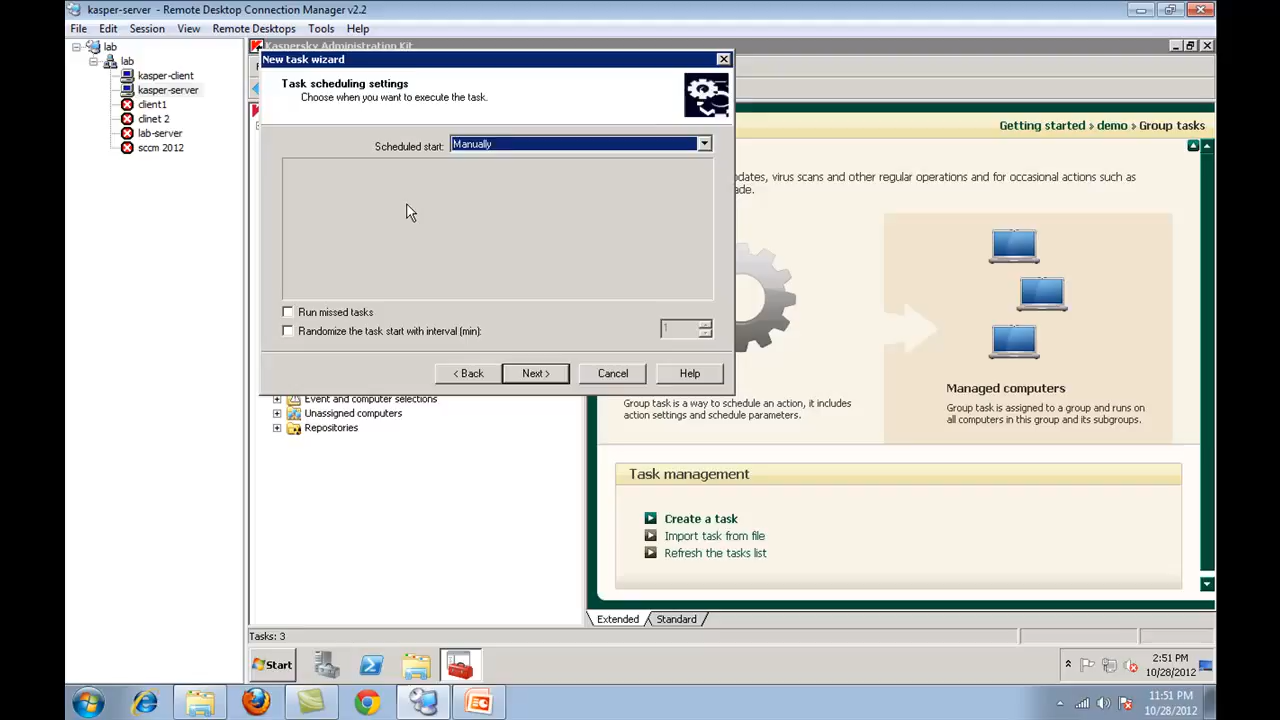 kasper-server - Remote Desktop Connection Manager v2.2
File Edit Session View Remote Desktops Tools Help
lab
lab
kasper-client
kasper-server
client1
clinet 2
lab-server
sccm 2012
Kaspersky Administration Kit
New task wizard
Task scheduling settings
Choose when you want to execute the task.
Scheduled start: Manually
Run missed tasks
Randomize the task start with interval (min): 1
< Back Next > Cancel Help
Event and computer selections
Unassigned computers
Repositories
Getting started > demo > Group tasks
dates, virus scans and other regular operations and for occasional actions such as
ade.
Managed computers
Group task is a way to schedule an action, it includes
action settings and schedule parameters.
Group task is assigned to a group and runs on
all computers in this group and its subgroups.
Task management
Create a task
Import task from file
Refresh the tasks list
Extended Standard
Tasks: 3
Start
2:51 PM
10/28/2012
11:51 PM
10/28/2012